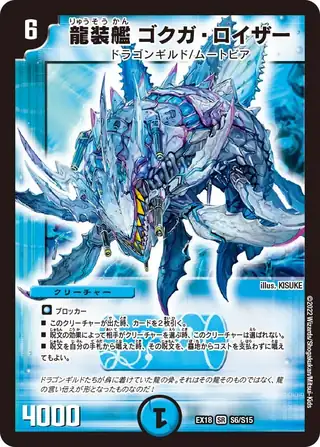 6
りゅうそうかん
龍装艦 ゴクガ・ロイザー
ドラゴンギルド/ムートピア
illus. KISUKE
クリーチャー
■ ブロッカー
■ このクリーチャーが出た時、カードを2枚引く。
■ 呪文の効果によって相手がクリーチャーを選ぶ時、このクリーチャーは選ばれない。
■ 呪文を自分の手札から唱えた時、その呪文を、墓地からコストを支払わずに唱えてもよい。
ドラゴンギルドたちが身に着けていた龍の姿。それはその龍そのものではなく、龍の言い伝えが形となったものなのだ!
4000
1
EX18 SR S6/S15
©2022 Wizards/Shogakukan/Mitsui-Kids